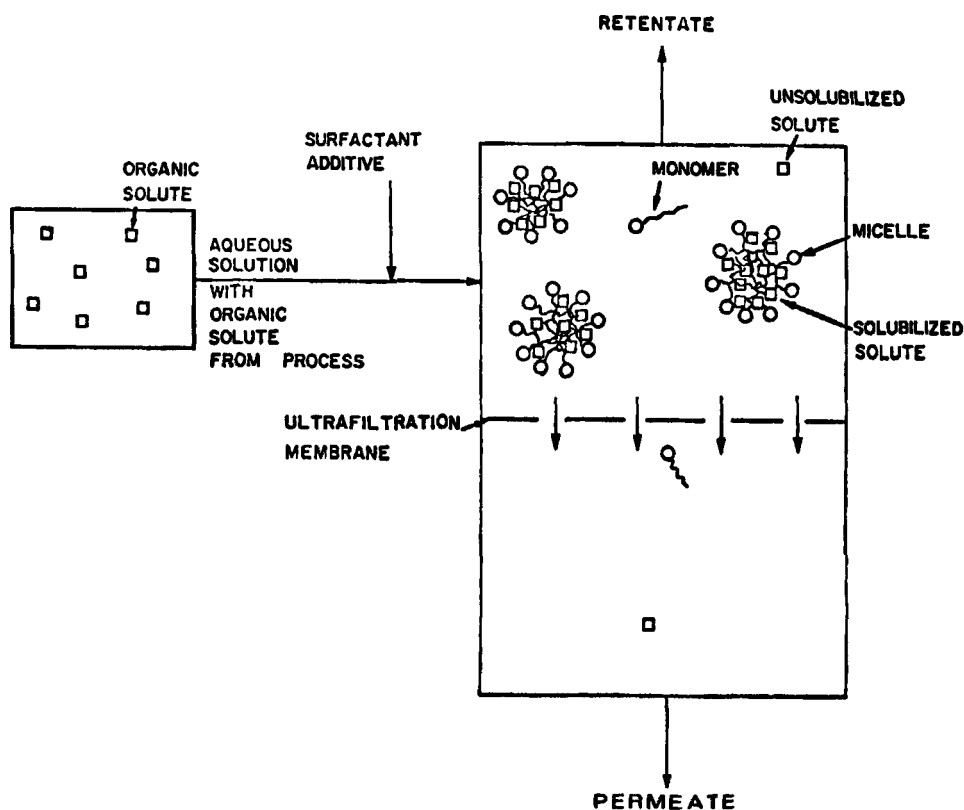 RETENTATE
UNSOLUBILIZED
SOLUTE
SURFACTANT
ADDITIVE
ORGANIC
SOLUTE
MONOMER
MICELLE
AQUEOUS
SOLUTION
WITH
ORGANIC
SOLUTE
FROM PROCESS
SOLUBILIZED
SOLUTE
ULTRAFILTRATION
MEMBRANE
PERMEATE